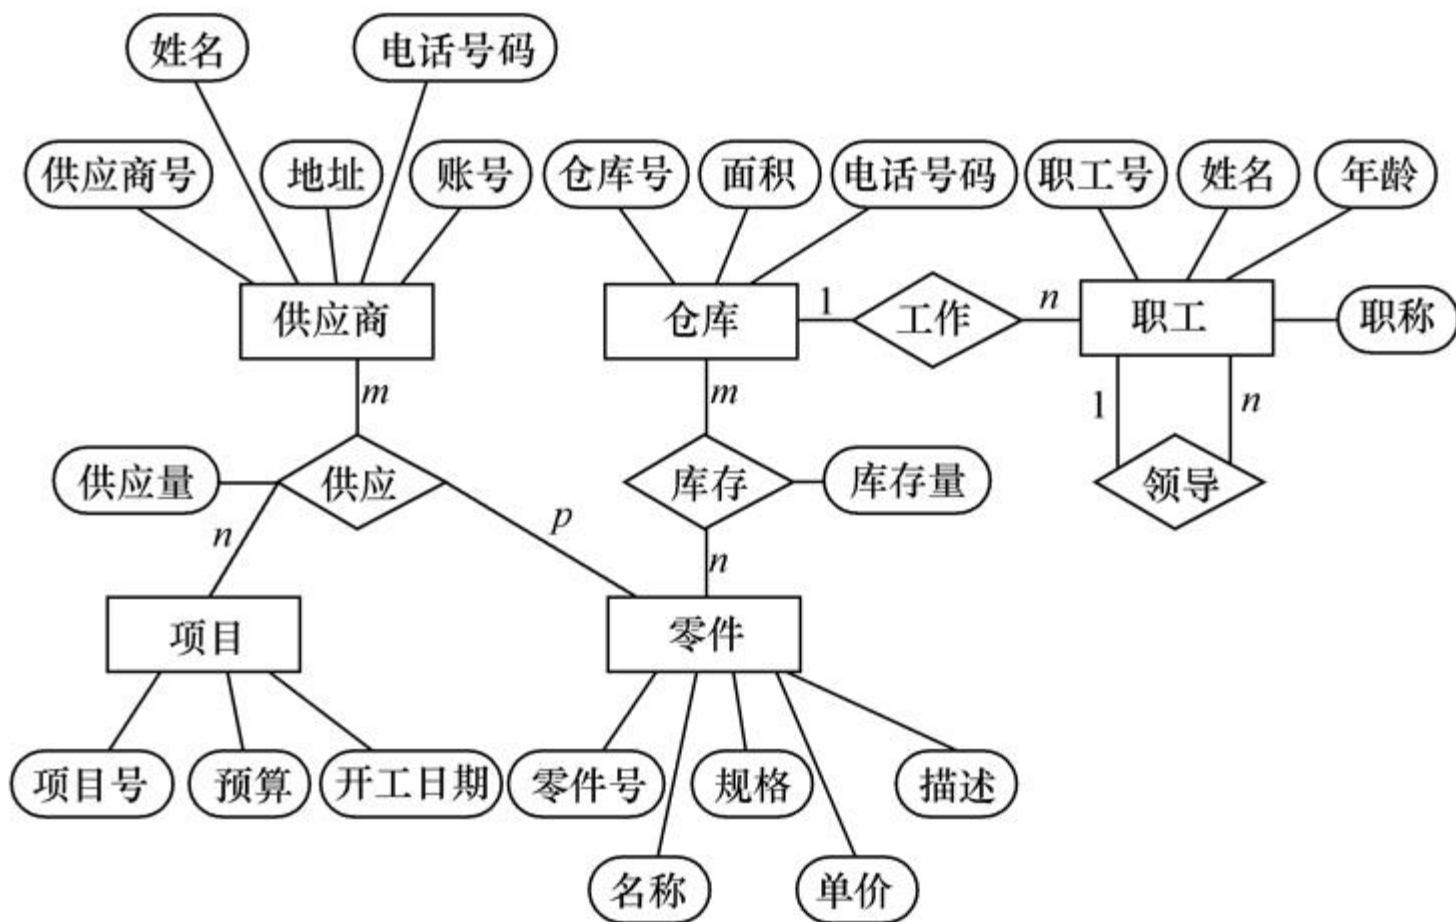 姓名
电话号码
供应商号
地址
账号
仓库号
面积
电话号码
职工号
姓名
年龄
供应商
仓库
1
工作
n
职工
职称
m
m
1
n
供应量
供应
库存
库存量
领导
n
p
n
项目
零件
项目号
预算
开工日期
零件号
规格
描述
名称
单价